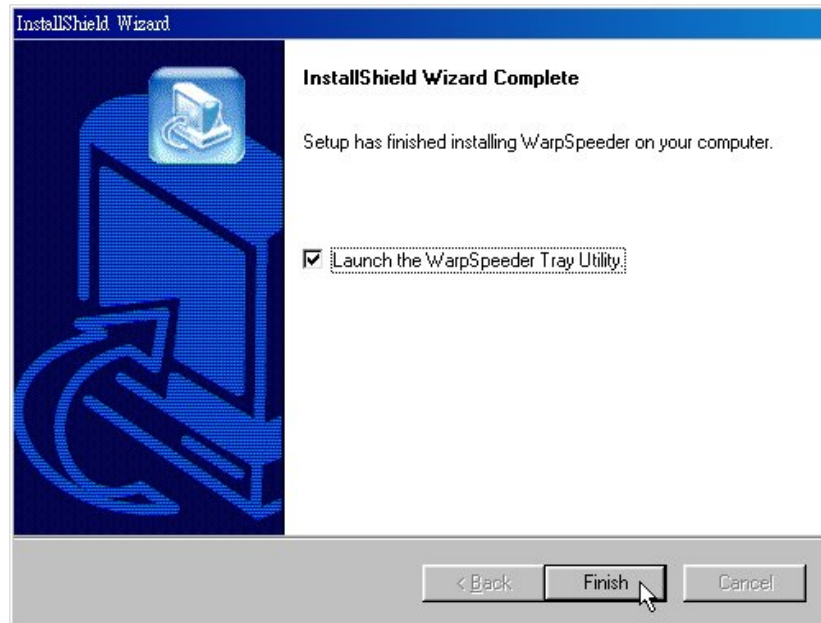 InstallShield Wizard
InstallShield Wizard Complete
Setup has finished installing WarpSpeeder on your computer.
Launch the WarpSpeeder Tray Utility.
< Back Finish Cancel